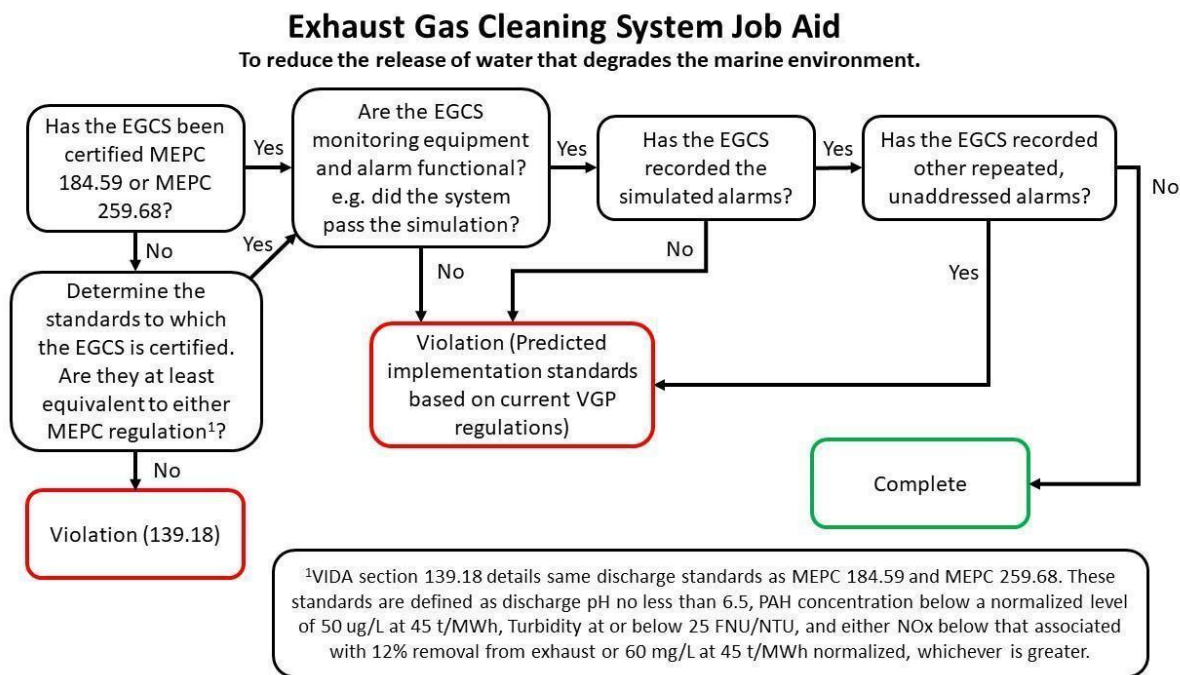 Exhaust Gas Cleaning System Job Aid
To reduce the release of water that degrades the marine environment.
Has the EGCS been
certified MEPC
184.59 or MEPC
259.68?
Yes
Are the EGCS
monitoring equipment
and alarm functional?
e.g. did the system
pass the simulation?
Yes
Has the EGCS
recorded the
simulated alarms?
Yes
Has the EGCS recorded
other repeated,
unaddressed alarms?
No
No
Yes
No
No
Yes
Determine the
standards to which
the EGCS is certified.
Are they at least
equivalent to either
MEPC regulation¹?
Violation (Predicted
implementation standards
based on current VGP
regulations)
No
Complete
Violation (139.18)
¹VIDA section 139.18 details same discharge standards as MEPC 184.59 and MEPC 259.68. These
standards are defined as discharge pH no less than 6.5, PAH concentration below a normalized level
of 50 ug/L at 45 t/MWh, Turbidity at or below 25 FNU/NTU, and either NOx below that associated
with 12% removal from exhaust or 60 mg/L at 45 t/MWh normalized, whichever is greater.